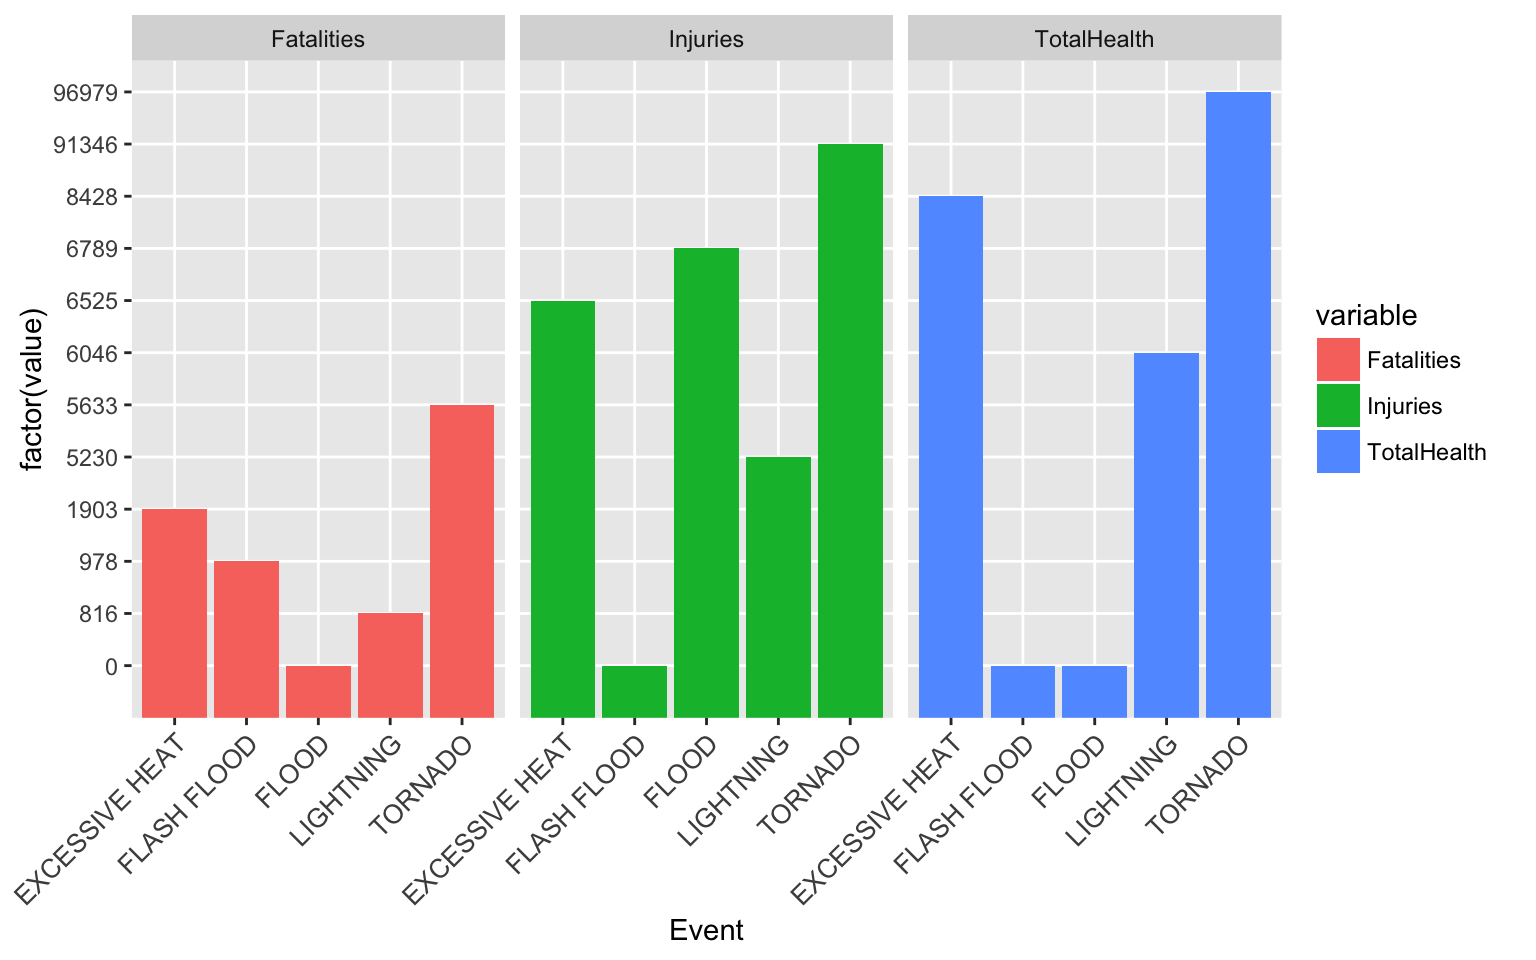 Fatalities
Injuries
TotalHealth
96979
91346
8428
6789
6525
6046
5633
5230
1903
978
816
0
factor(value)
EXCESSIVE HEAT
FLASH FLOOD
FLOOD
LIGHTNING
TORNADO
EXCESSIVE HEAT
FLASH FLOOD
FLOOD
LIGHTNING
TORNADO
EXCESSIVE HEAT
FLASH FLOOD
FLOOD
LIGHTNING
TORNADO
Event
variable
Fatalities
Injuries
TotalHealth